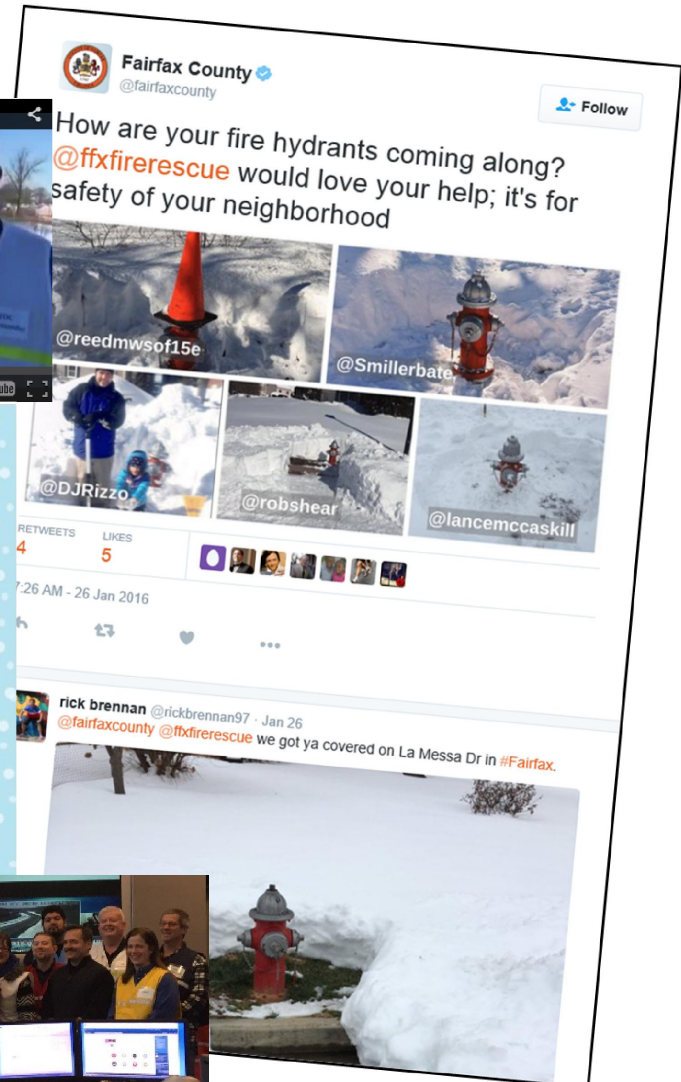 Fairfax County
@fairfaxcounty
Follow
How are your fire hydrants coming along?
@ffxfirerescue would love your help; it's for
safety of your neighborhood
@reedmwsof15e
@Smillerbate
@DJRizzo
@robshear
@lancemccaskill
RETWEETS LIKES
4 5
7:26 AM - 26 Jan 2016
rick brennan @rickbrennan97 · Jan 26
@fairfaxcounty @ffxfirerescue we got ya covered on La Messa Dr in #Fairfax.